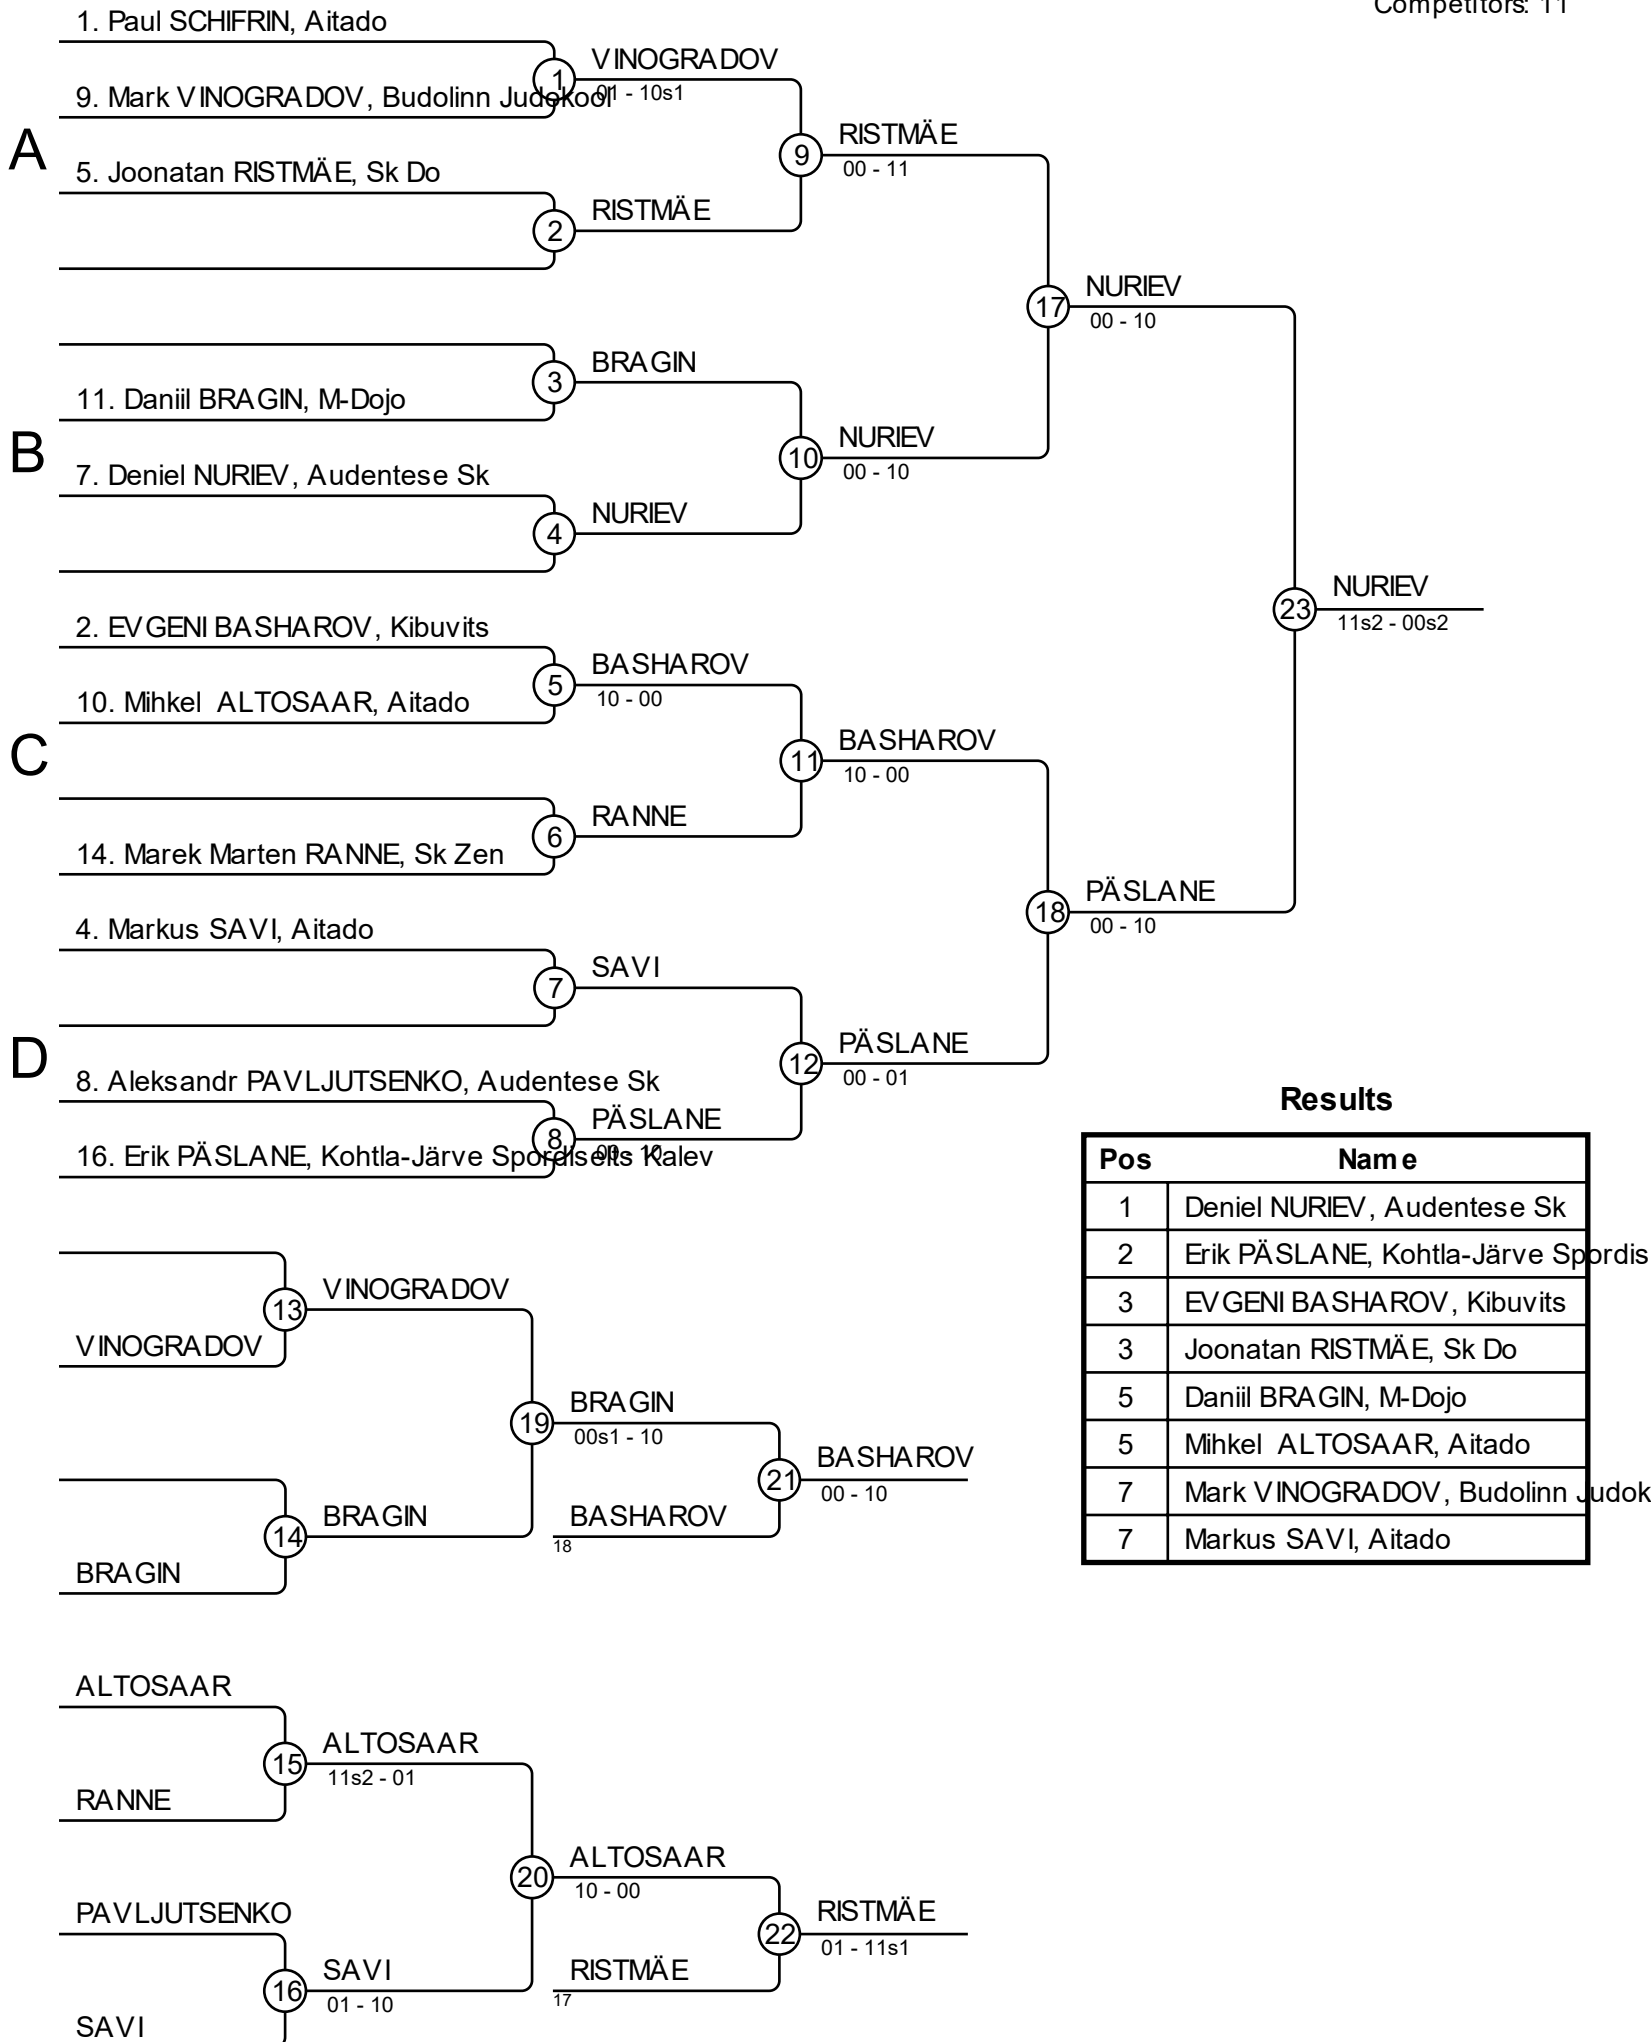 Competitors: 11
1. Paul SCHIFRIN, Aitado
9. Mark VINOGRADOV, Budolinn Judokool
1
VINOGRADOV
01 - 10s1
A
5. Joonatan RISTMÄE, Sk Do
2
RISTMÄE
9
RISTMÄE
00 - 11
3
BRAGIN
11. Daniil BRAGIN, M-Dojo
B
7. Deniel NURIEV, Audentese Sk
4
NURIEV
10
NURIEV
00 - 10
17
NURIEV
00 - 10
2. EVGENI BASHAROV, Kibuvits
5
BASHAROV
10 - 00
10. Mihkel  ALTOSAAR, Aitado
C
11
BASHAROV
10 - 00
6
RANNE
14. Marek Marten RANNE, Sk Zen
4. Markus SAVI, Aitado
7
SAVI
D
12
PÄSLANE
00 - 01
8. Aleksandr PAVLJUTSENKO, Audentese Sk
8
PÄSLANE
00 - 10
16. Erik PÄSLANE, Kohtla-Järve Spordiselts Kalev
18
PÄSLANE
00 - 10
23
NURIEV
11s2 - 00s2
Results
Pos Name
1 Deniel NURIEV, Audentese Sk
2 Erik PÄSLANE, Kohtla-Järve Spordis
3 EVGENI BASHAROV, Kibuvits
3 Joonatan RISTMÄE, Sk Do
5 Daniil BRAGIN, M-Dojo
5 Mihkel  ALTOSAAR, Aitado
7 Mark VINOGRADOV, Budolinn Judok
7 Markus SAVI, Aitado
13
VINOGRADOV
VINOGRADOV
14
BRAGIN
BRAGIN
19
BRAGIN
00s1 - 10
BASHAROV
18
21
BASHAROV
00 - 10
ALTOSAAR
15
ALTOSAAR
11s2 - 01
RANNE
PAVLJUTSENKO
16
SAVI
01 - 10
SAVI
20
ALTOSAAR
10 - 00
RISTMÄE
17
22
RISTMÄE
01 - 11s1